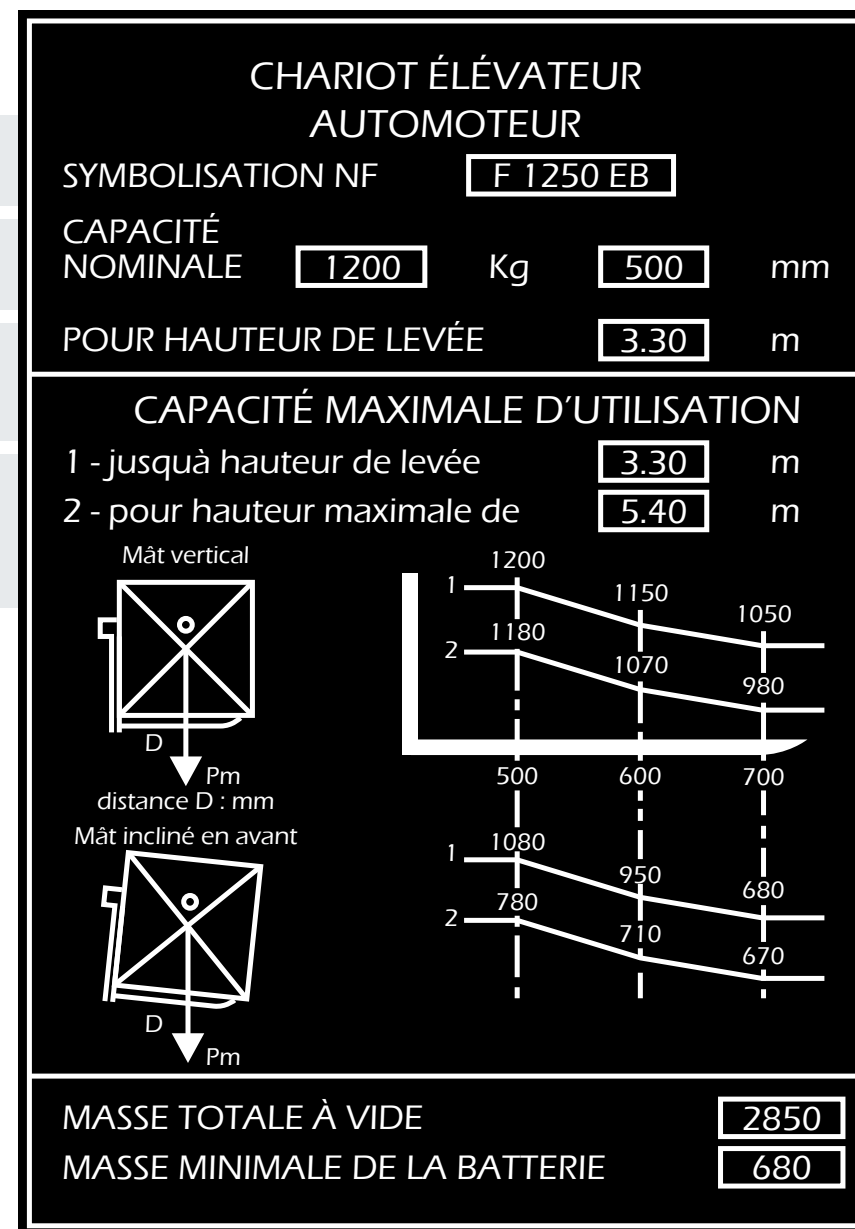 CHARIOT ÉLÉVATEUR
AUTOMOTEUR
SYMBOLISATION NF F 1250 EB
CAPACITÉ
NOMINALE 1200 Kg 500 mm
POUR HAUTEUR DE LEVÉE 3.30 m
CAPACITÉ MAXIMALE D’UTILISATION
1 - jusquà hauteur de levée 3.30 m
2 - pour hauteur maximale de 5.40 m
Mât vertical
D
Pm
distance D : mm
1200
1 1150 1050
1180
2 1070 980
500 600 700
Mât incliné en avant
D
Pm
1080
1 950 680
780
2 710 670
MASSE TOTALE À VIDE 2850
MASSE MINIMALE DE LA BATTERIE 680